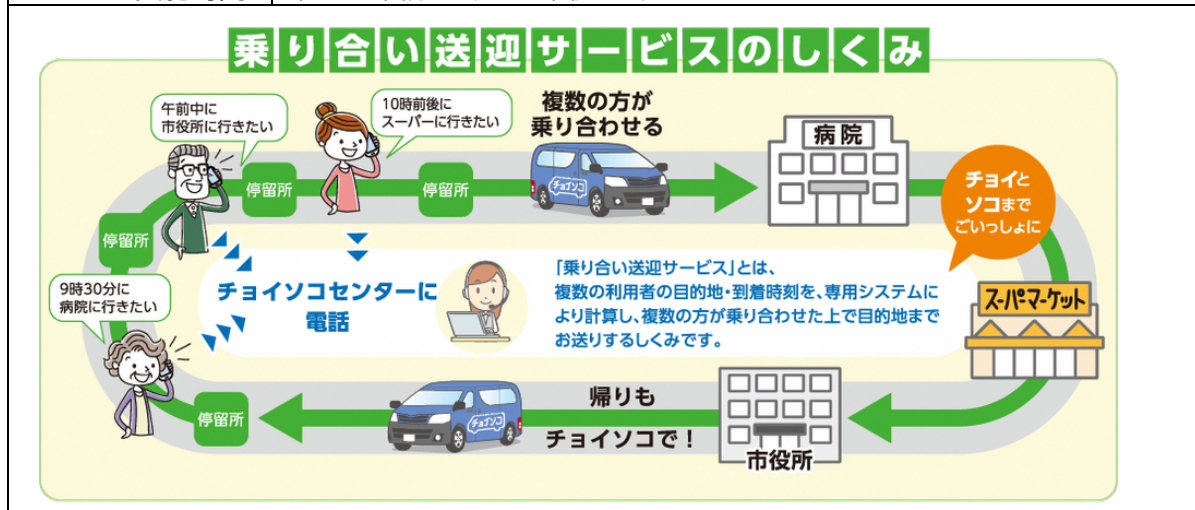 乗り合い送迎サービスのしくみ
午前中に
市役所に行きたい
10時前後に
スーパーに行きたい
複数の方が
乗り合わせる
病院
停留所
停留所
チョイソコ
チョイと
ソコまで
ごいっしょに
停留所
9時30分に
病院に行きたい
チョイソコセンターに
電話
「乗り合い送迎サービス」とは、
複数の利用者の目的地・到着時刻を、専用システムに
より計算し、複数の方が乗り合わせた上で目的地まで
お送りするしくみです。
スーパーマーケット
停留所
チョイソコ
帰りも
チョイソコで！
市役所